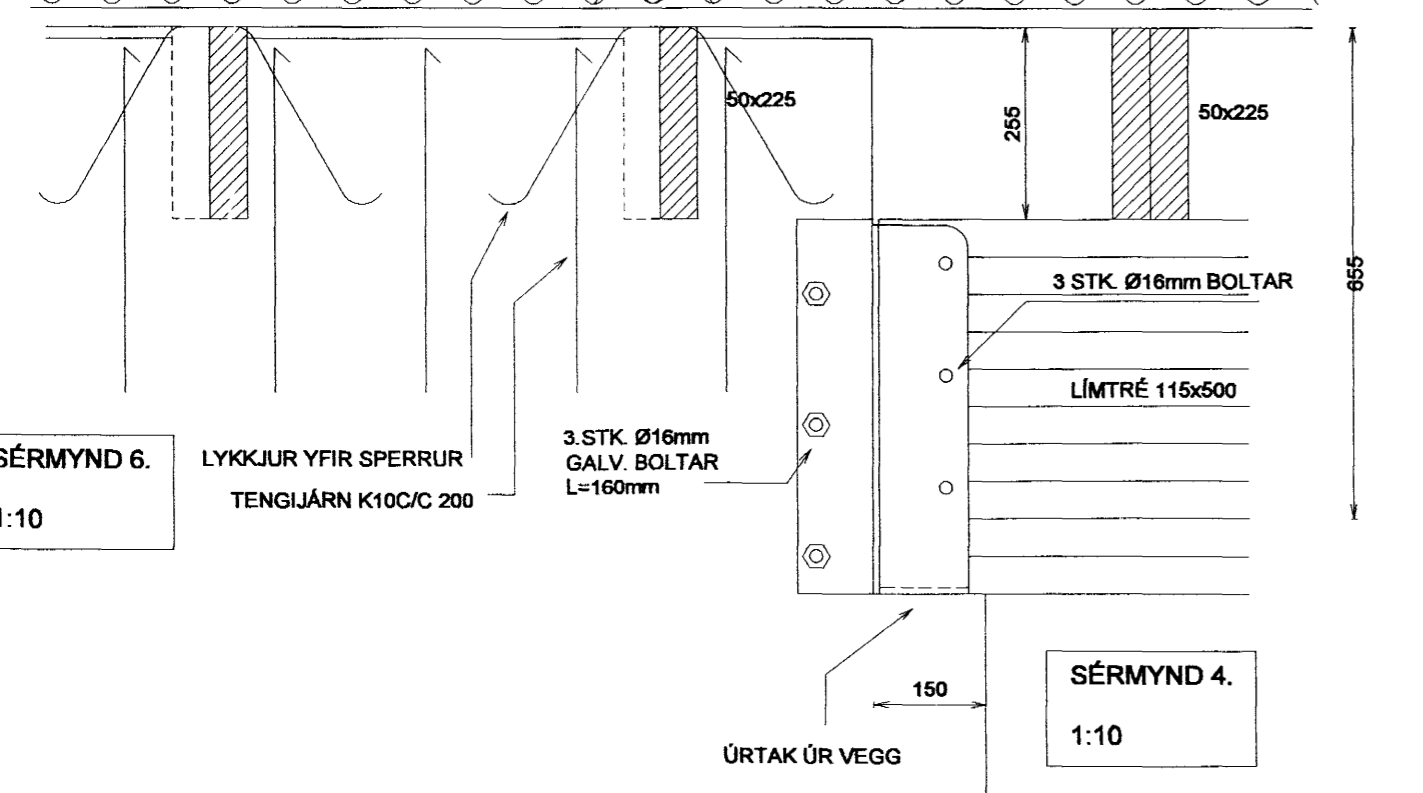 50x225
255
50x225
655
3 STK. Ø16mm BOLTAR
LÍMTRÉ 115x500
SÉRMYND 6.
1:10
LYKKJUR YFIR SPERRUR
TENGIJÁRN K10C/C 200
3.STK. Ø16mm
GALV. BOLTAR
L=160mm
150
ÚRTAK ÚR VEGG
SÉRMYND 4.
1:10